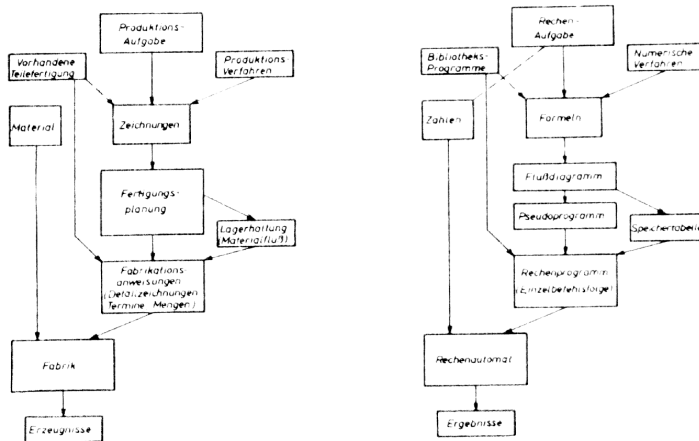 Produktions-
Aufgabe
Vorhandene
Teilefertigung
Produktions
Verfahren
Material
Zeichnungen
Fertigungs-
planung
Lagerhaltung
(Materialfluß)
Fabrikations-
anweisungen
(Detailzeichnungen
Termine Mengen)
Fabrik
Erzeugnisse
Rechen-
Aufgabe
Bibliotheks-
Programme
Numerische
Verfahren
Zahlen
Formeln
Flußdiagramm
Pseudoprogramm
Speichertabelle
Rechenprogramm
(Einzelbefehlsfolge)
Rechenautomat
Ergebnisse